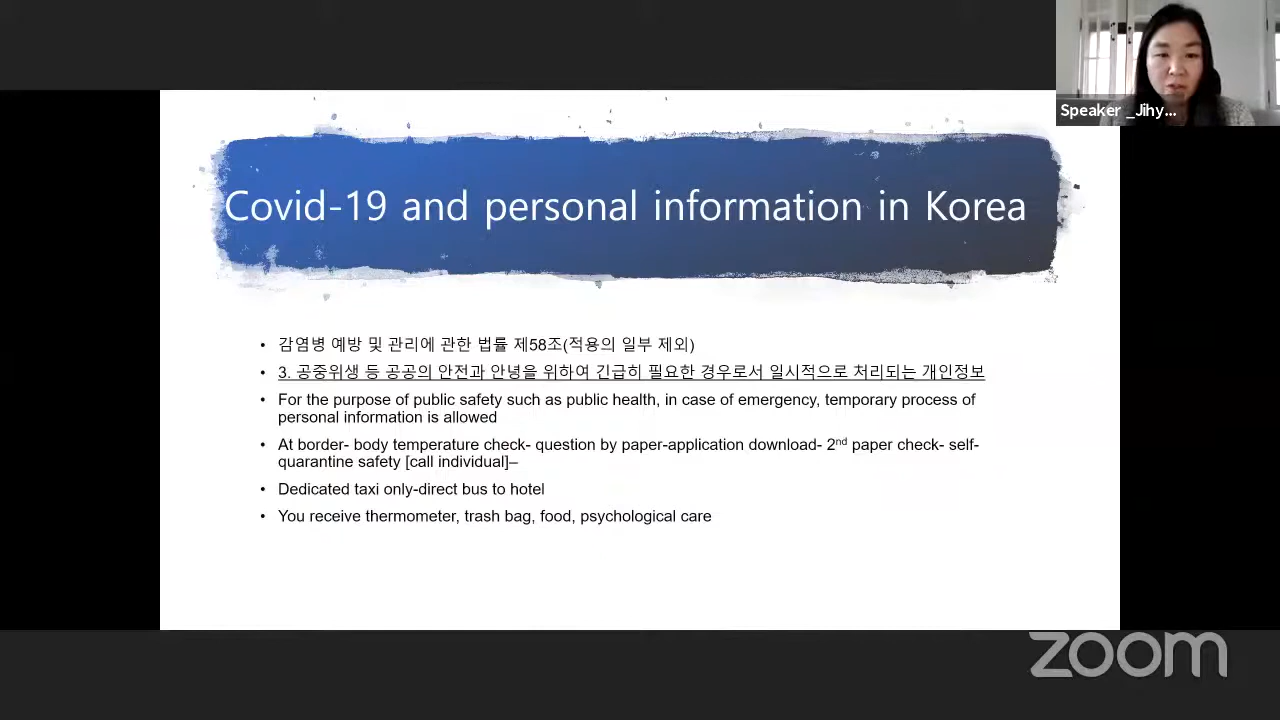 Speaker _Jihy...
Covid-19 and personal information in Korea
• 감염병 예방 및 관리에 관한 법률 제58조(적용의 일부 제외)
• 3. 공중위생 등 공공의 안전과 안녕을 위하여 긴급히 필요한 경우로서 일시적으로 처리되는 개인정보
• For the purpose of public safety such as public health, in case of emergency, temporary process of
personal information is allowed
• At border- body temperature check- question by paper-application download- 2nd paper check- self-
quarantine safety [call individual]–
• Dedicated taxi only-direct bus to hotel
• You receive thermometer, trash bag, food, psychological care
zoom